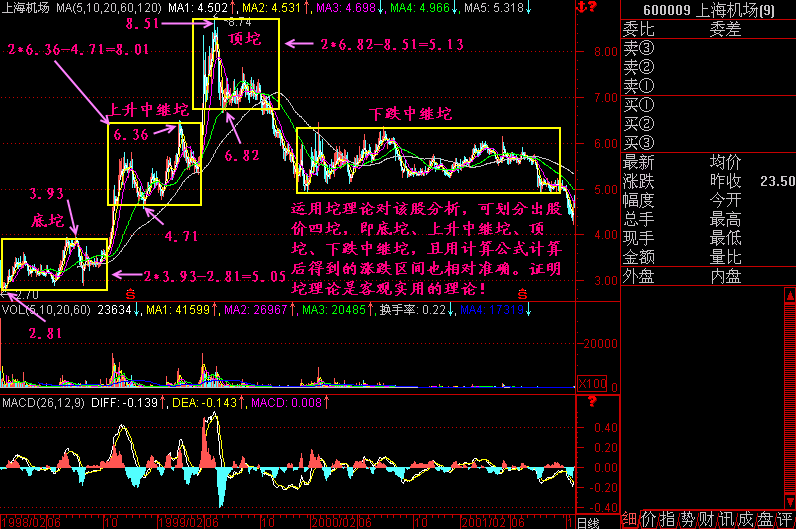 上海机场 MA(5,10,20,60,120) MA1: 4.502↑ MA2: 4.531↑ MA3: 4.698↓ MA4: 4.966↓ MA5: 5.318↓
8.51
8.74
顶坨
2*6.36-4.71=8.01
2*6.82-8.51=5.13
8.00
7.00
上升中继坨
6.36
下跌中继坨
6.82
6.00
5.00
3.93
底坨
4.71
运用坨理论对该股分析，可划分出股
价四坨，即底坨、上升中继坨、顶
坨、下跌中继坨，且用计算公式计算
后得到的涨跌区间也相对准确。证明
坨理论是客观实用的理论！
4.00
2*3.93-2.81=5.05
3.00
2.70
2.81
VOL(5,10,20,60) 23634↓ MA1: 41599↑ MA2: 26967↑ MA3: 20485↑ 换手率: 0.22↓ MA4: 17319↓
20000
X100
0
MACD(26,12,9) DIFF: -0.139↑ DEA: -0.143↑ MACD: 0.008↑
0.40
0.20
0.00
-0.20
-0.40
1998/02 06 10 1999/02 06 10 2000/02 06 10 2001/02 06 1 日线
600009 上海机场(9)
委比 委差
卖③
卖②
卖①
买①
买②
买③
最新 均价
涨跌 昨收 23.50
幅度 今开
总手 最高
现手 最低
金额 量比
外盘 内盘
细价指势财讯成盘评